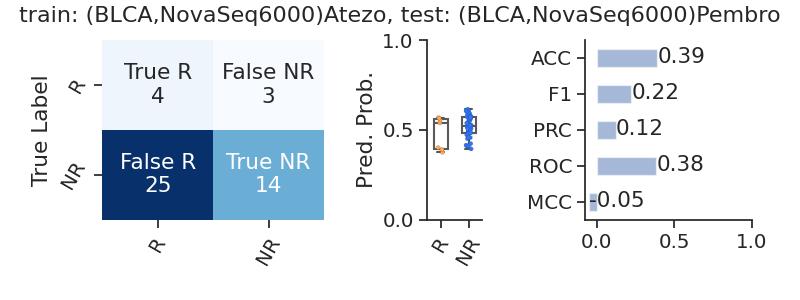 train: (BLCA,NovaSeq6000)Atezo, test: (BLCA,NovaSeq6000)Pembro
True Label
R
NR
True R
4
False NR
3
False R
25
True NR
14
R
NR
Pred. Prob.
1.0
0.5
0.0
R
NR
ACC
F1
PRC
ROC
MCC
0.39
0.22
0.12
0.38
-0.05
0.0
0.5
1.0